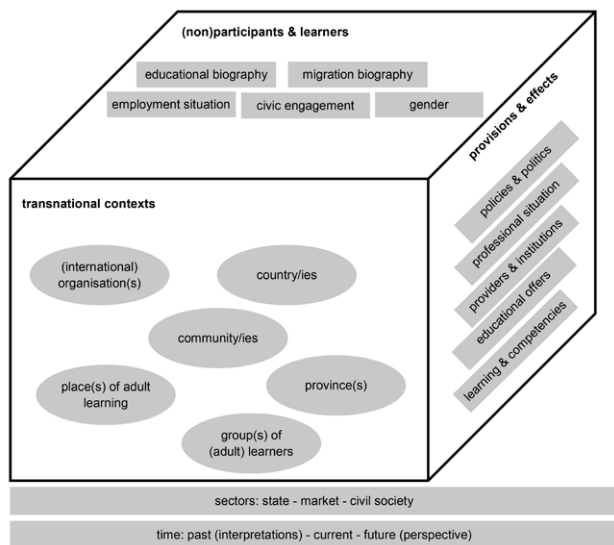 (non)participants & learners
educational biography
migration biography
employment situation
civic engagement
gender
provisions & effects
policies & politics
professional situation
providers & institutions
educational offers
learning & competencies
transnational contexts
(international)
organisation(s)
country/ies
community/ies
place(s) of adult
learning
province(s)
group(s) of
(adult) learners
sectors: state - market - civil society
time: past (interpretations) - current - future (perspective)